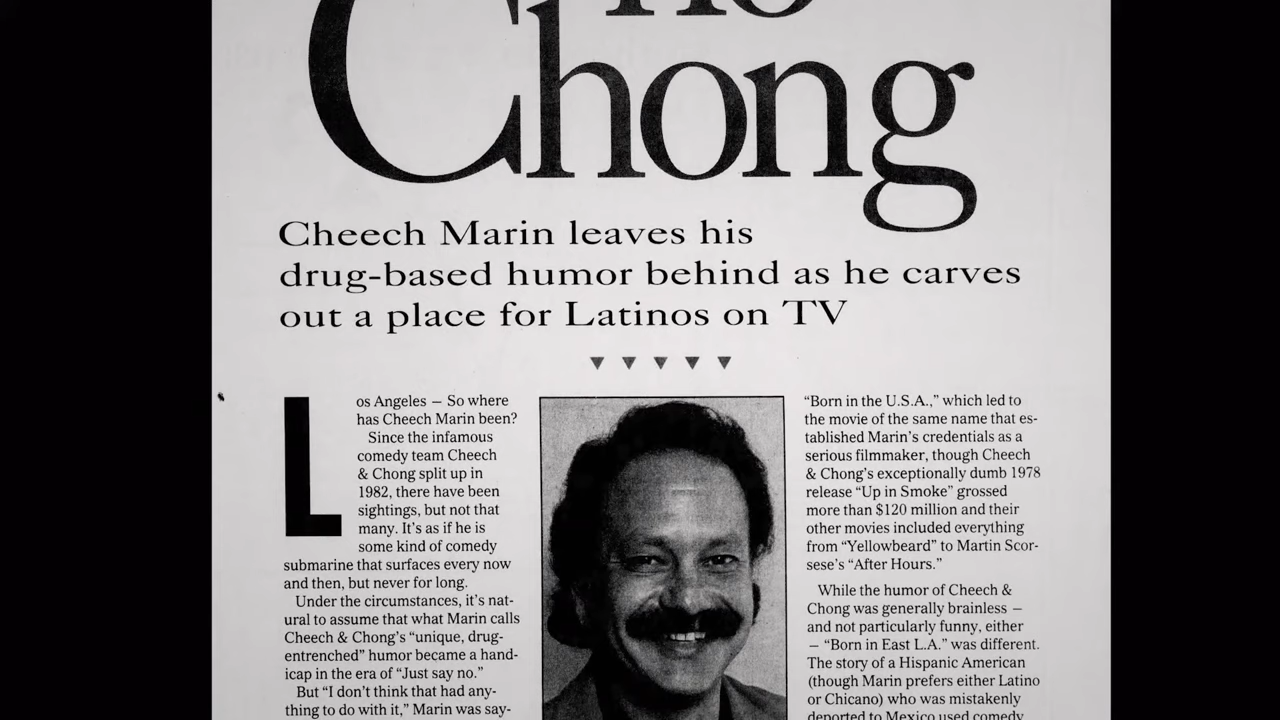 Chong
Cheech Marin leaves his
drug-based humor behind as he carves
out a place for Latinos on TV
Los Angeles — So where
has Cheech Marin been?
Since the infamous
comedy team Cheech
& Chong split up in
1982, there have been
sightings, but not that
many. It's as if he is
some kind of comedy
submarine that surfaces every now
and then, but never for long.
Under the circumstances, it's nat-
ural to assume that what Marin calls
Cheech & Chong's “unique, drug-
entrenched” humor became a hand-
icap in the era of “Just say no.”
But “I don't think that had any-
thing to do with it,” Marin was say-
“Born in the U.S.A.,” which led to
the movie of the same name that es-
tablished Marin's credentials as a
serious filmmaker, though Cheech
& Chong's exceptionally dumb 1978
release “Up in Smoke” grossed
more than $120 million and their
other movies included everything
from “Yellowbeard” to Martin Scor-
sese's “After Hours.”
While the humor of Cheech &
Chong was generally brainless —
and not particularly funny, either
— “Born in East L.A.” was different.
The story of a Hispanic American
(though Marin prefers either Latino
or Chicano) who was mistakenly
deported to Mexico used comedy